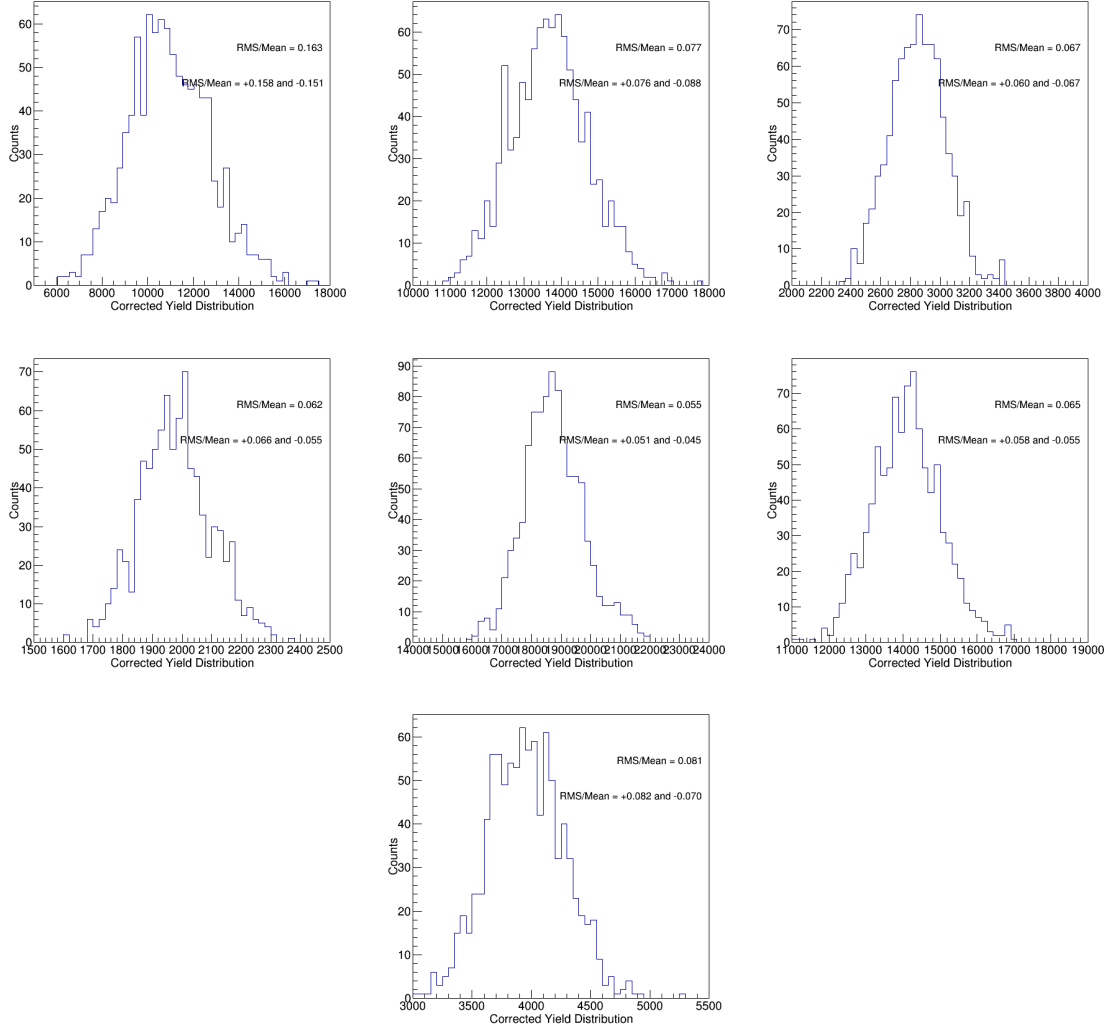 60
50
40
30
20
10
0
Counts
RMS/Mean = 0.163
RMS/Mean = +0.158 and -0.151
6000 8000 10000 12000 14000 16000 18000
Corrected Yield Distribution
60
50
40
30
20
10
0
Counts
RMS/Mean = 0.077
RMS/Mean = +0.076 and -0.088
10000 11000 12000 13000 14000 15000 16000 17000 18000
Corrected Yield Distribution
70
60
50
40
30
20
10
0
Counts
RMS/Mean = 0.067
RMS/Mean = +0.060 and -0.067
2000 2200 2400 2600 2800 3000 3200 3400 3600 3800 4000
Corrected Yield Distribution
70
60
50
40
30
20
10
0
Counts
RMS/Mean = 0.062
RMS/Mean = +0.066 and -0.055
1500 1600 1700 1800 1900 2000 2100 2200 2300 2400 2500
Corrected Yield Distribution
90
80
70
60
50
40
30
20
10
0
Counts
RMS/Mean = 0.055
RMS/Mean = +0.051 and -0.045
14000 15000 16000 17000 18000 19000 20000 21000 22000 23000 24000
Corrected Yield Distribution
70
60
50
40
30
20
10
0
Counts
RMS/Mean = 0.065
RMS/Mean = +0.058 and -0.055
11000 12000 13000 14000 15000 16000 17000 18000 19000
Corrected Yield Distribution
60
50
40
30
20
10
0
Counts
RMS/Mean = 0.081
RMS/Mean = +0.082 and -0.070
3000 3500 4000 4500 5000 5500
Corrected Yield Distribution